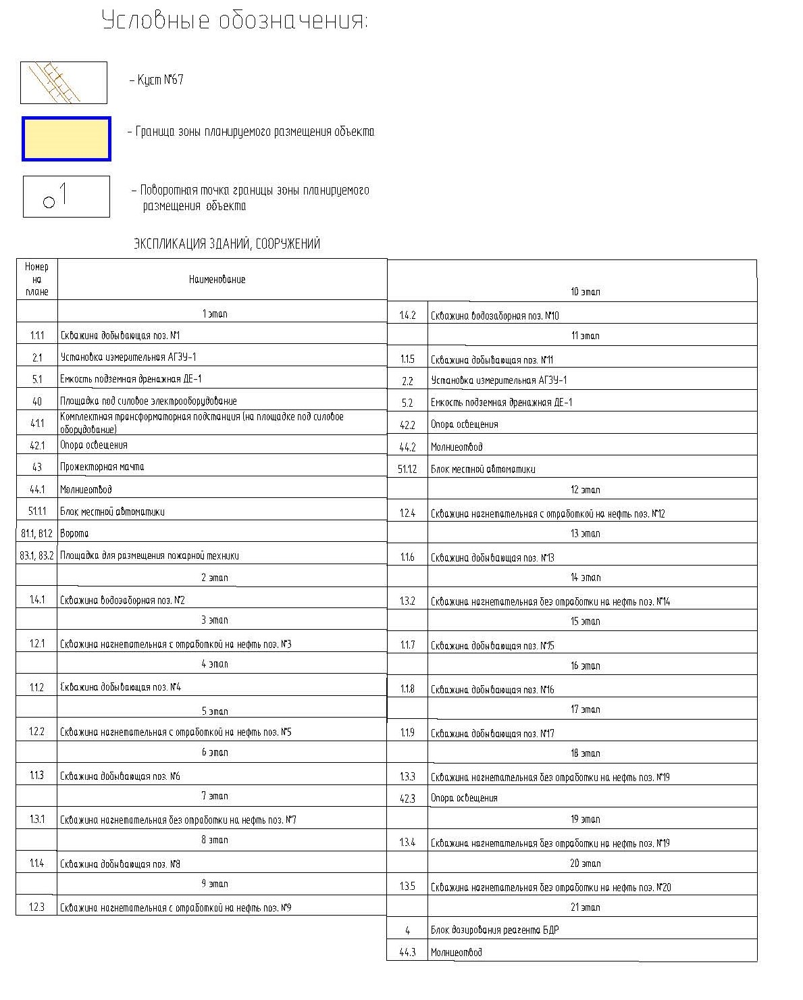 Условные обозначения:
- Куст №67
- Граница зоны планируемого размещения объекта
1
- Поворотная точка границы зоны планируемого
размещения объекта
ЭКСПЛИКАЦИЯ ЗДАНИЙ, СООРУЖЕНИЙ
Номер
на
плане
Наименование
1 этап
1.1.1 Скважина добывающая поз. №1
2.1 Установка измерительная АГЗУ-1
5.1 Емкость подземная дренажная ДЕ-1
40 Площадка под силовое электрооборудование
41.1 Комплектная трансформаторная подстанция (на площадке под силовое
оборудование)
42.1 Опора освещения
43 Прожекторная мачта
44.1 Молниеотвод
51.1.1 Блок местной автоматики
81.1, 81.2 Ворота
83.1, 83.2 Площадка для размещения пожарной техники
2 этап
1.4.1 Скважина водозаборная поз. №2
3 этап
1.2.1 Скважина нагнетательная с отработкой на нефть поз. №3
4 этап
1.1.2 Скважина добывающая поз. №4
5 этап
1.2.2 Скважина нагнетательная с отработкой на нефть поз. №5
6 этап
1.1.3 Скважина добывающая поз. №6
7 этап
1.3.1 Скважина нагнетательная без отработки на нефть поз. №7
8 этап
1.1.4 Скважина добывающая поз. №8
9 этап
1.2.3 Скважина нагнетательная с отработкой на нефть поз. №9
10 этап
1.4.2 Скважина водозаборная поз. №10
11 этап
1.1.5 Скважина добывающая поз. №11
2.2 Установка измерительная АГЗУ-1
5.2 Емкость подземная дренажная ДЕ-1
42.2 Опора освещения
44.2 Молниеотвод
51.1.2 Блок местной автоматики
12 этап
1.2.4 Скважина нагнетательная с отработкой на нефть поз. №12
13 этап
1.1.6 Скважина добывающая поз. №13
14 этап
1.3.2 Скважина нагнетательная без отработки на нефть поз. №14
15 этап
1.1.7 Скважина добывающая поз. №15
16 этап
1.1.8 Скважина добывающая поз. №16
17 этап
1.1.9 Скважина добывающая поз. №17
18 этап
1.3.3 Скважина нагнетательная без отработки на нефть поз. №19
42.3 Опора освещения
19 этап
1.3.4 Скважина нагнетательная без отработки на нефть поз. №19
20 этап
1.3.5 Скважина нагнетательная без отработки на нефть поз. №20
21 этап
4 Блок дозирования реагента БДР
44.3 Молниеотвод